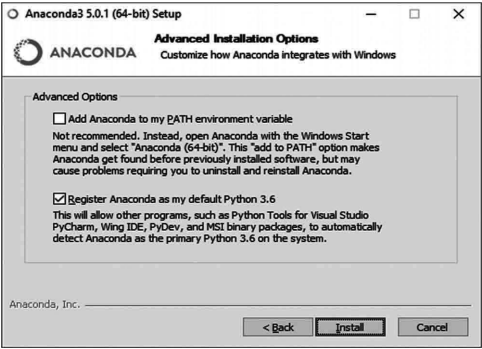 Anaconda3 5.0.1 (64-bit) Setup
ANACONDA
Advanced Installation Options
Customize how Anaconda integrates with Windows
Advanced Options
Add Anaconda to my PATH environment variable
Not recommended. Instead, open Anaconda with the Windows Start
menu and select "Anaconda (64-bit)". This "add to PATH" option makes
Anaconda get found before previously installed software, but may
cause problems requiring you to uninstall and reinstall Anaconda.
Register Anaconda as my default Python 3.6
This will allow other programs, such as Python Tools for Visual Studio
PyCharm, Wing IDE, PyDev, and MSI binary packages, to automatically
detect Anaconda as the primary Python 3.6 on the system.
Anaconda, Inc.
< Back Install Cancel